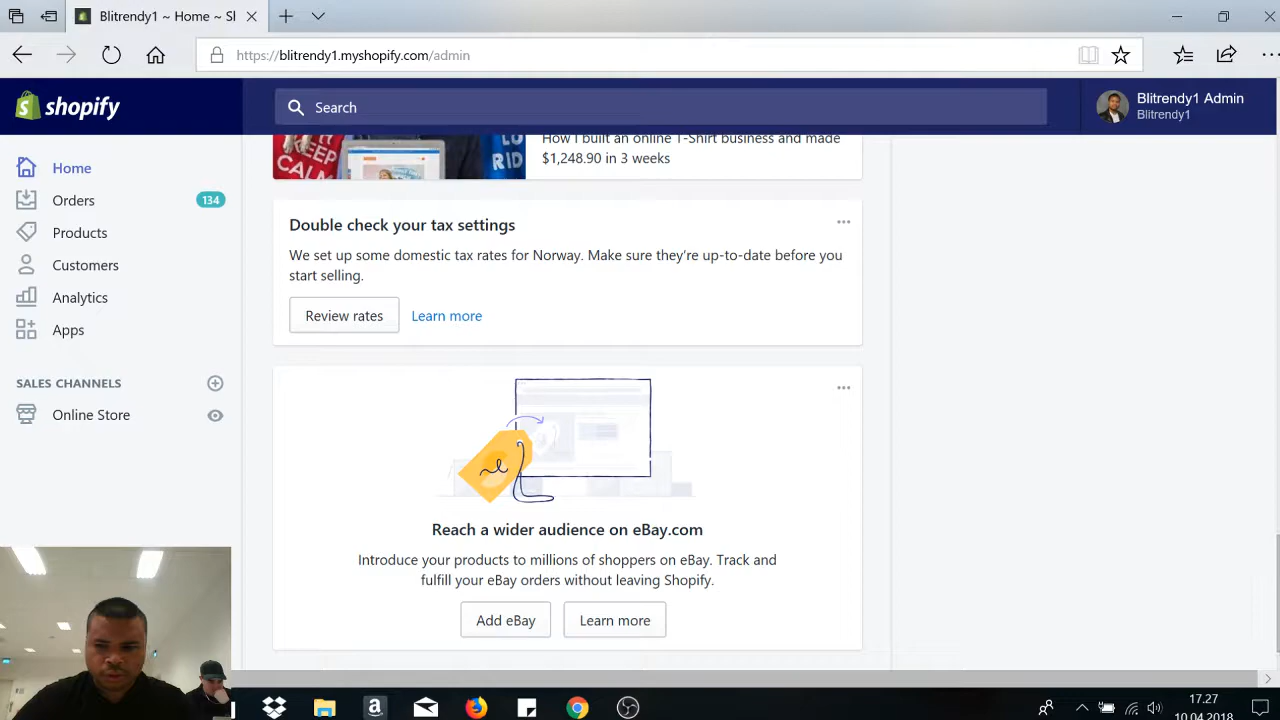 Blitrendy1 ~ Home ~ Sl
https://blitrendy1.myshopify.com/admin
shopify
Search
Blitrendy1 Admin
Blitrendy1
Home
Orders
134
Products
Customers
Analytics
Apps
SALES CHANNELS
Online Store
KEEP
CALM
LO
RID
How I built an online T-Shirt business and made
$1,248.90 in 3 weeks
Double check your tax settings
We set up some domestic tax rates for Norway. Make sure they're up-to-date before you
start selling.
Review rates
Learn more
Reach a wider audience on eBay.com
Introduce your products to millions of shoppers on eBay. Track and
fulfill your eBay orders without leaving Shopify.
Add eBay
Learn more
17.27
10.04.2018